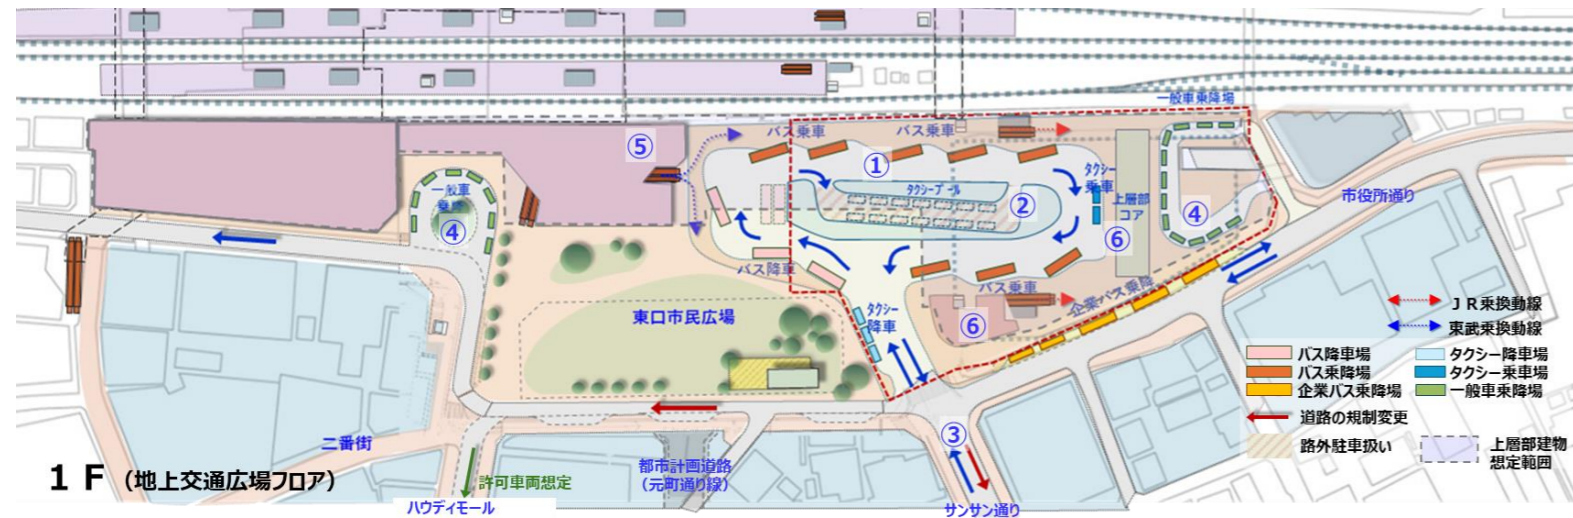 一般車乗降場
⑤
バス乗車
バス乗車
①
タクシー
乗車
タクシープール
②
上層部
コア
④
市役所通り
一般車
④
⑥
バス降車
バス乗車
企業バス乗降
タクシー
降車
⑥
東口市民広場
③
二番街
都市計画道路
（元町通り線）
許可車両想定
ハウディモール
サンサン通り
１Ｆ（地上交通広場フロア）
ＪＲ乗換動線
東武乗換動線
バス降車場
タクシー降車場
バス乗降場
タクシー乗車場
企業バス乗降場
一般車乗降場
道路の規制変更
路外駐車扱い
上層部建物
想定範囲